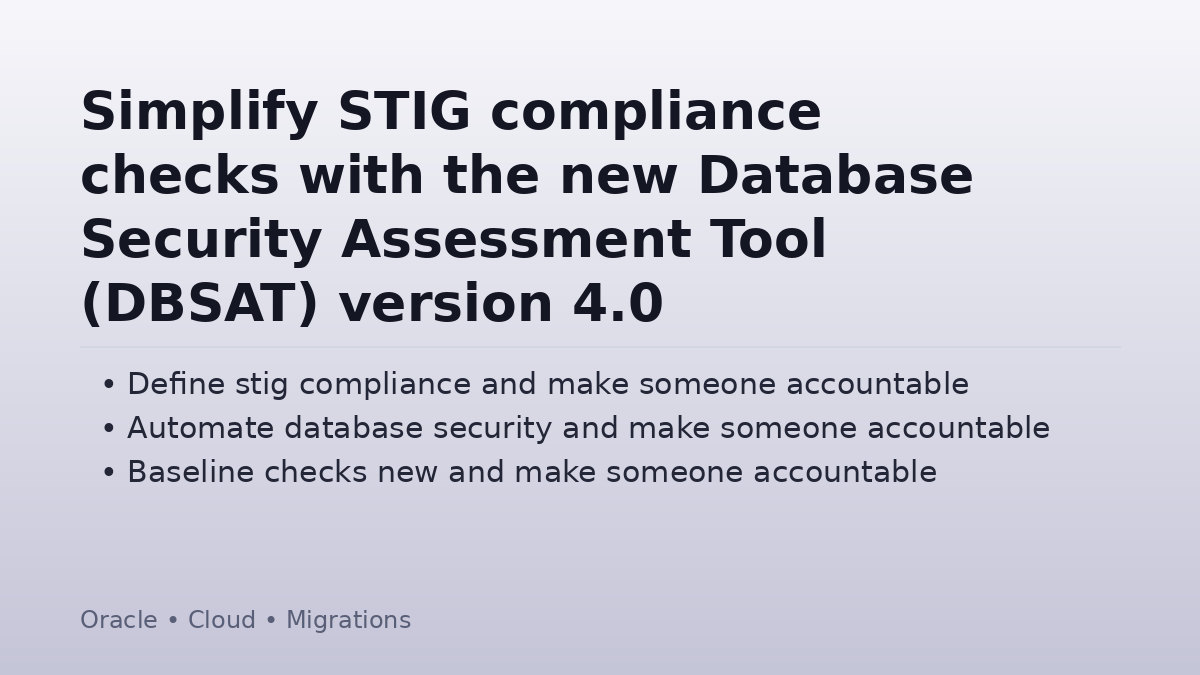 Simplify STIG compliance
checks with the new Database
Security Assessment Tool
(DBSAT) version 4.0
• Define stig compliance and make someone accountable
• Automate database security and make someone accountable
• Baseline checks new and make someone accountable
Oracle • Cloud • Migrations